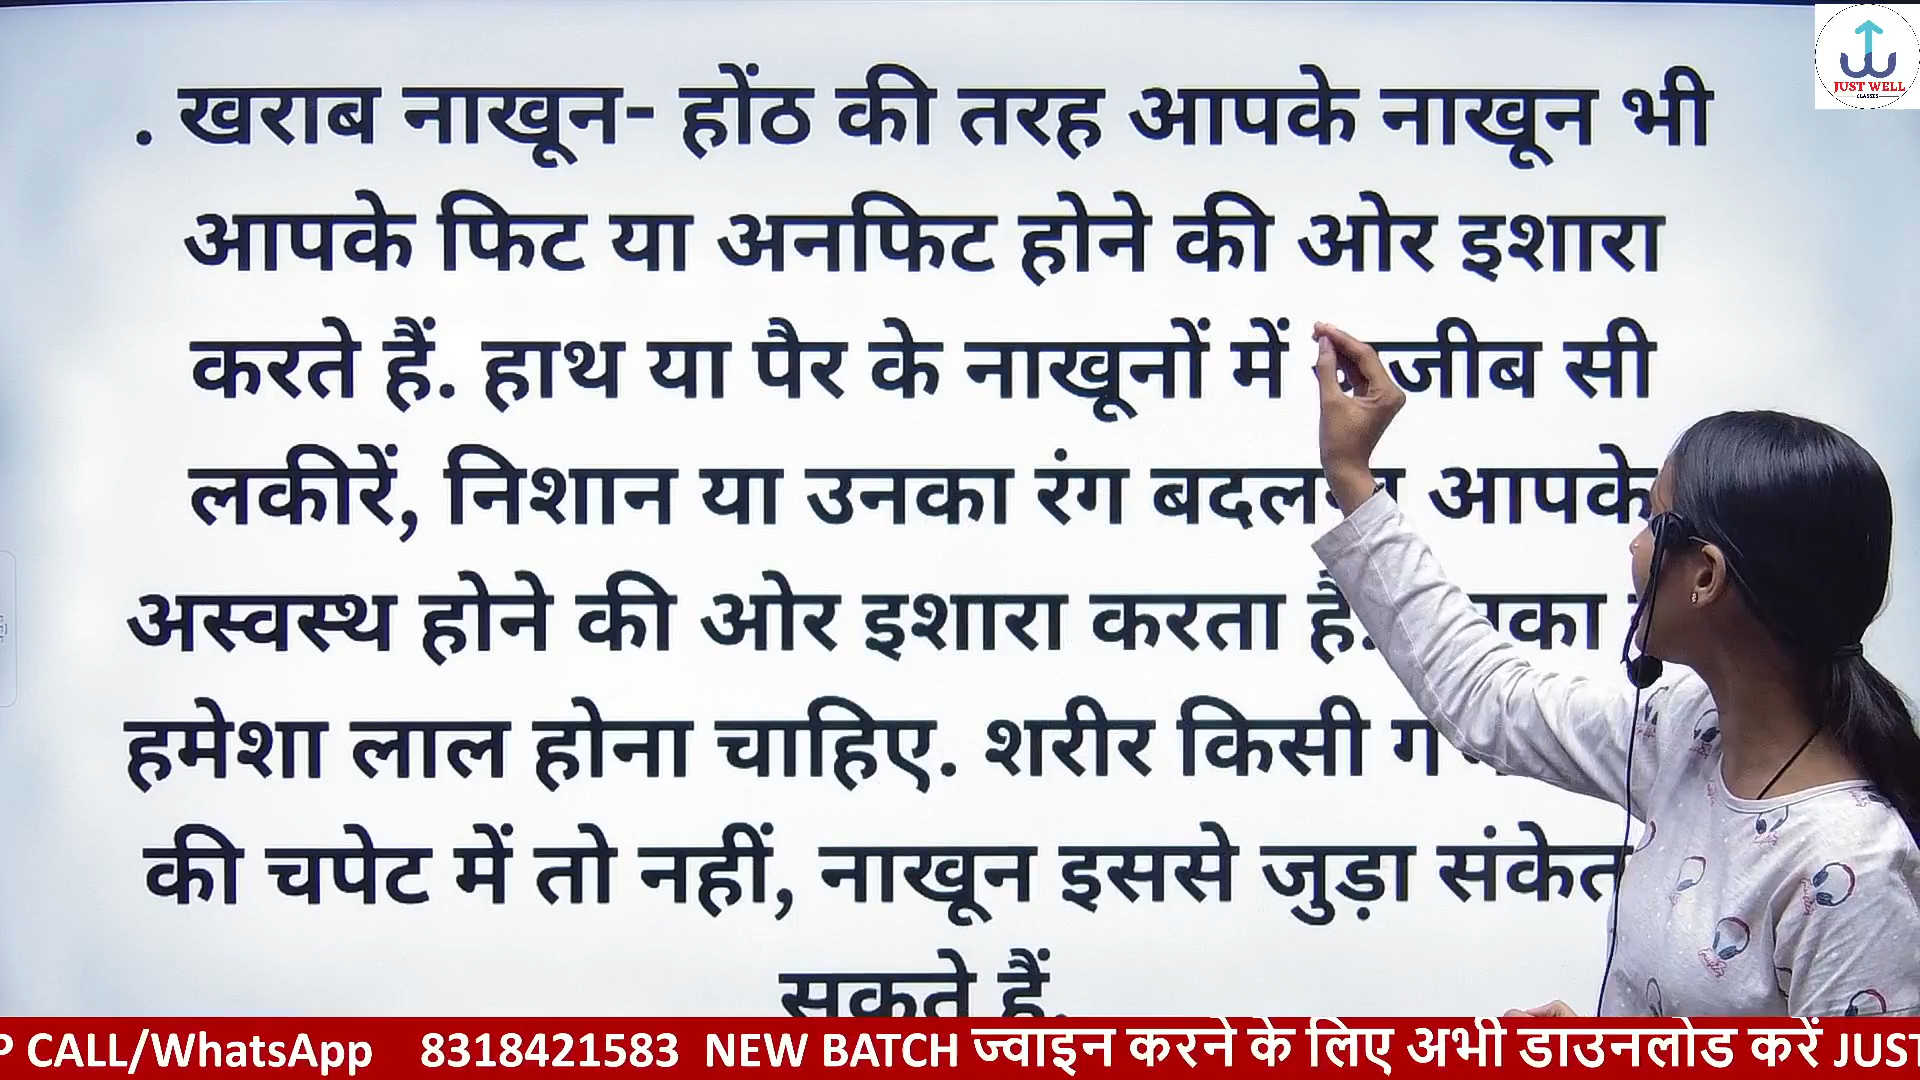 . खराब नाखून- होंठ की तरह आपके नाखून भी
आपके फिट या अनफिट होने की ओर इशारा
करते हैं. हाथ या पैर के नाखूनों में सी
लकीरें, निशान या उनका रंग आपके
अस्वस्थ होने की ओर इशारा करता है.
हमेशा लाल होना चाहिए. शरीर किसी
की चपेट में तो नहीं, नाखून इससे जुड़ा संकेत
सकते हैं.
P CALL/WhatsApp 8318421583 NEW BATCH ज्वाइन करने के लिए अभी डाउनलोड करें JUST
JUST WELL
CLASSES